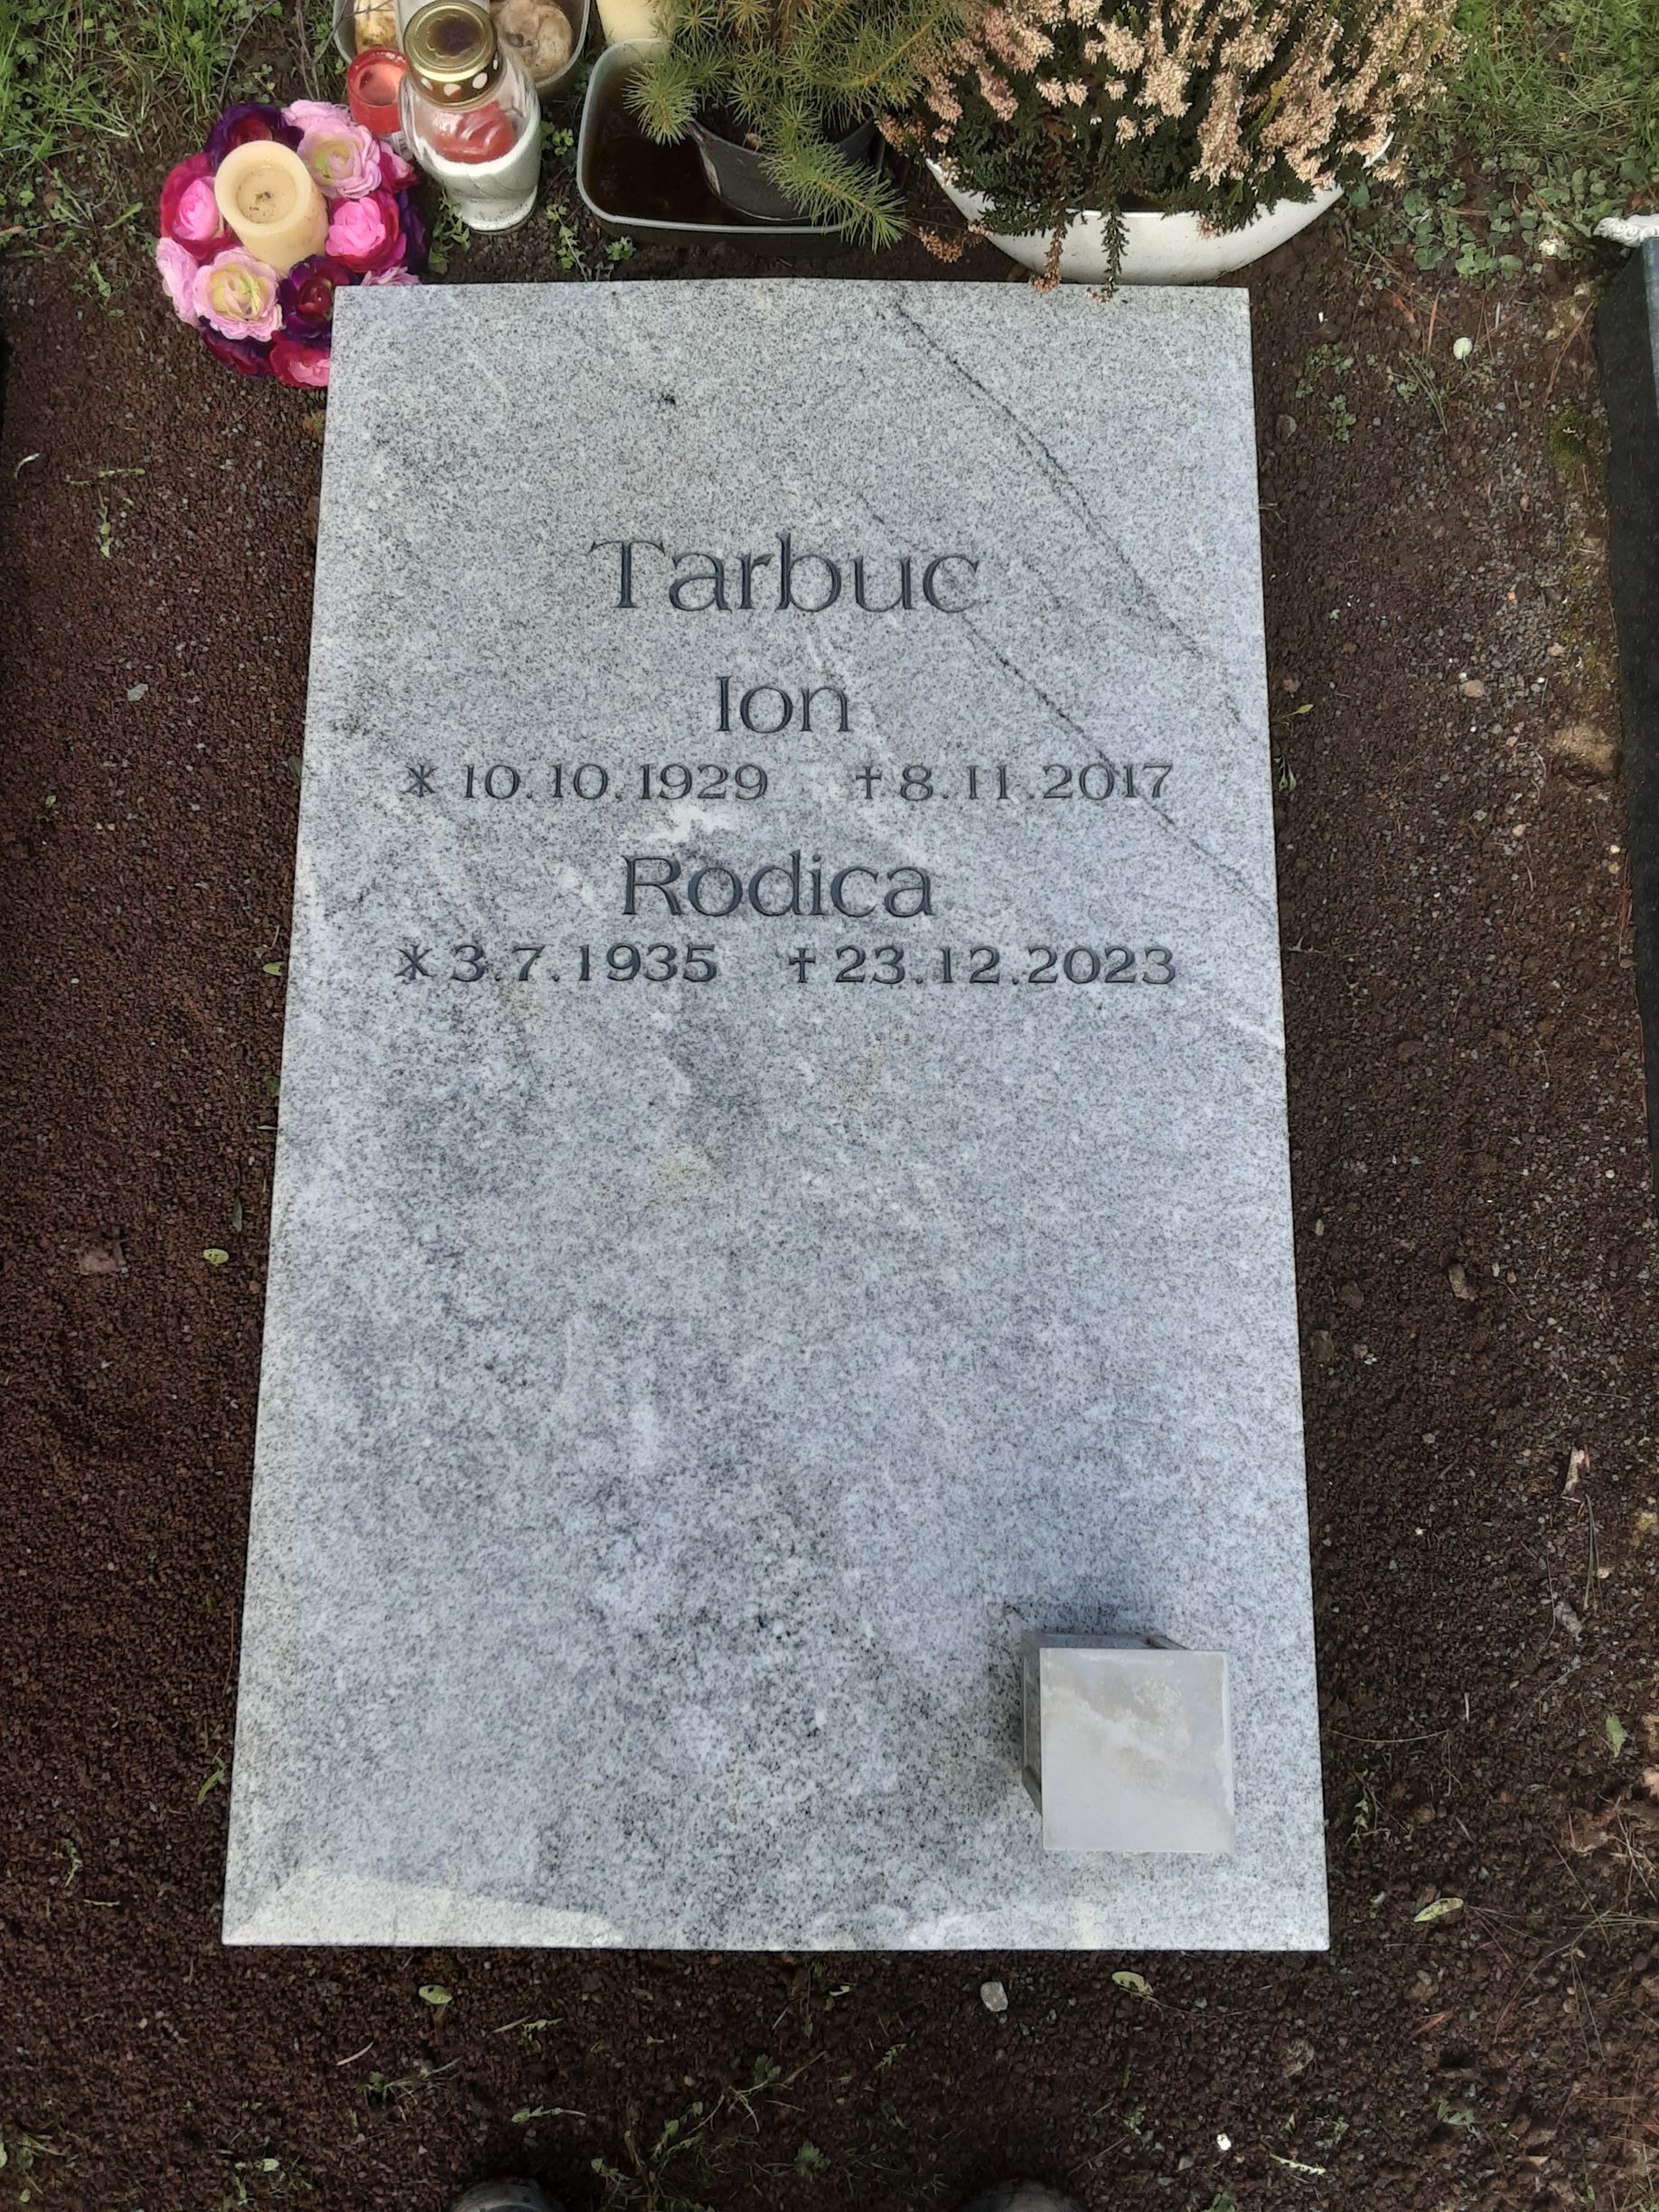 Tarbuc
Ion
* 10.10.1929 † 8.11.2017
Rodica
* 3.7.1935 † 23.12.2023